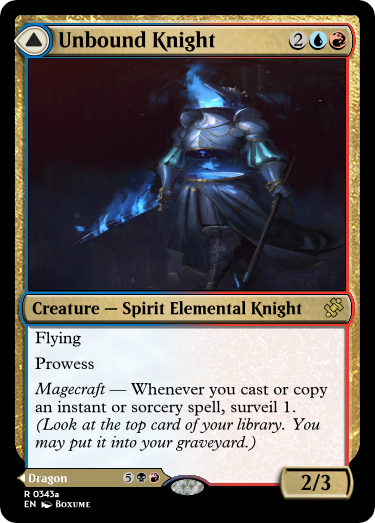 Unbound Knight 2
Creature — Spirit Elemental Knight
Flying
Prowess
Magecraft — Whenever you cast or copy
an instant or sorcery spell, surveil 1.
(Look at the top card of your library. You
may put it into your graveyard.)
Dragon 5
2/3
R 0343a
EN Boxume